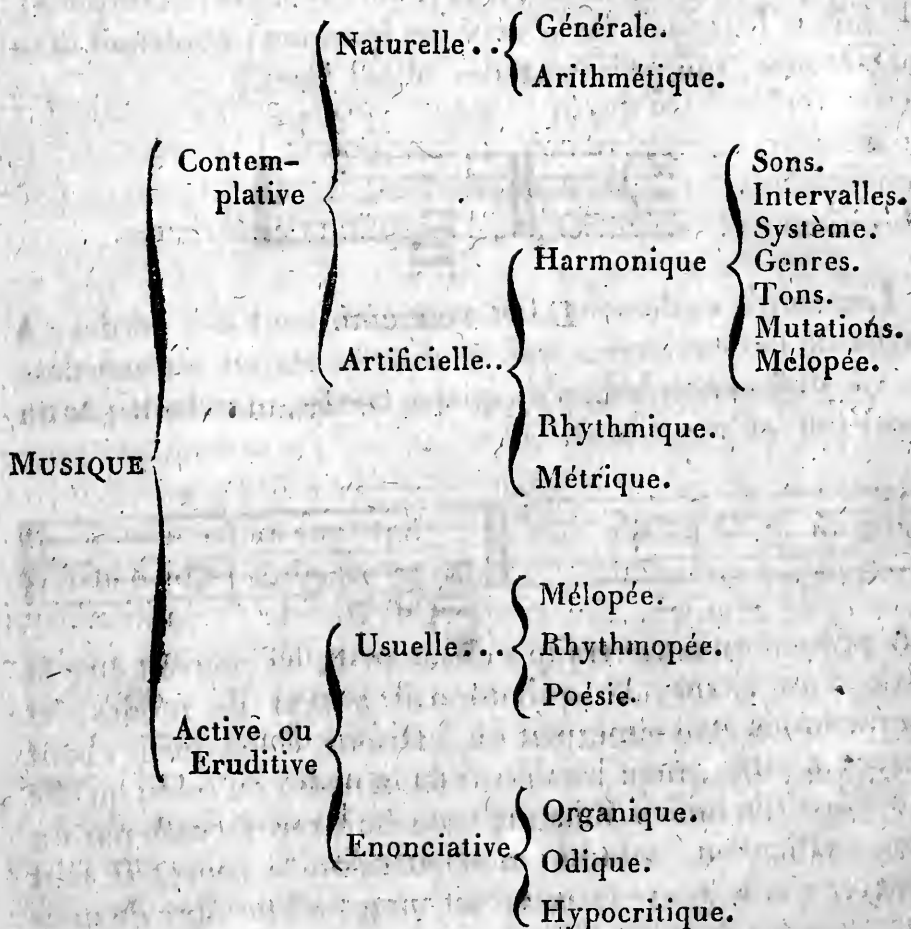 Naturelle..
Générale.
Arithmétique.
Contem-
plative
Artificielle..
Harmonique
Sons.
Intervalles.
Système.
Genres.
Tons.
Mutations.
Mélopée.
Rhythmique.
Métrique.
MUSIQUE
Active ou
Eruditive
Usuelle...
Mélopée.
Rhythmopée.
Poésie.
Enonciative
Organique.
Odique.
Hypocritique.